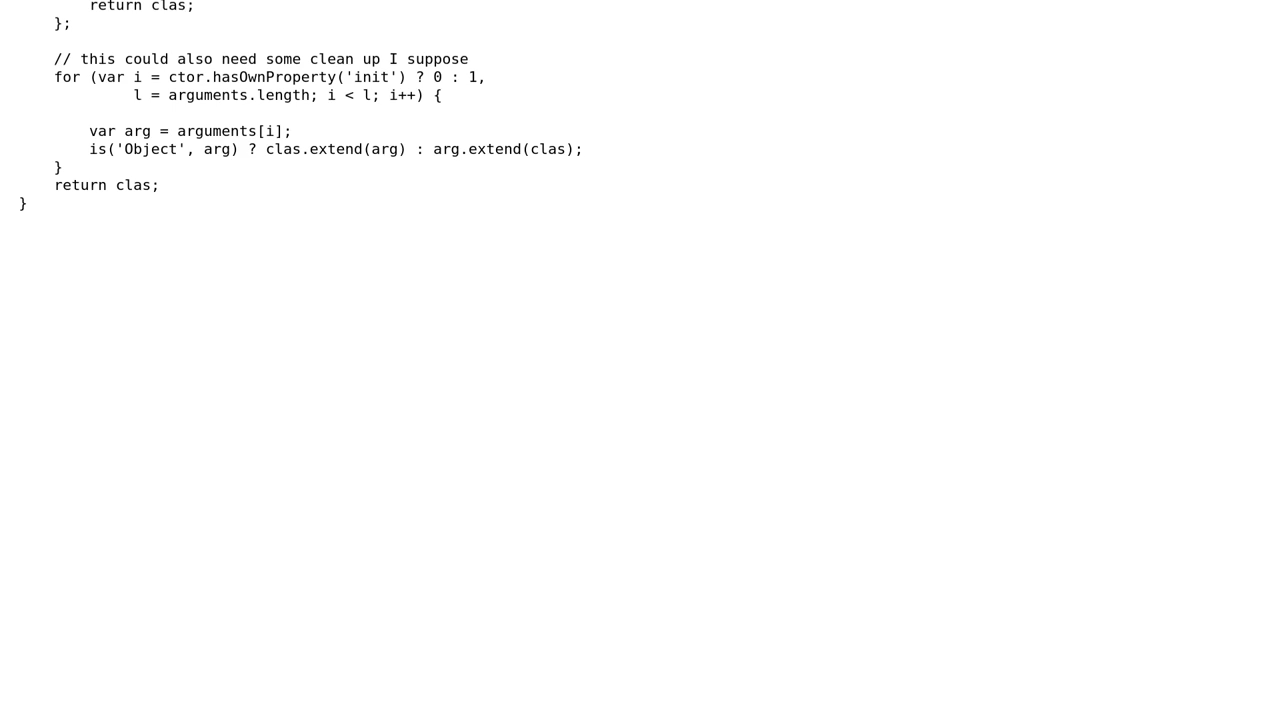 return clas;
};
// this could also need some clean up I suppose
for (var i = ctor.hasOwnProperty('init') ? 0 : 1,
l = arguments.length; i < l; i++) {
var arg = arguments[i];
is('Object', arg) ? clas.extend(arg) : arg.extend(clas);
}
return clas;
}